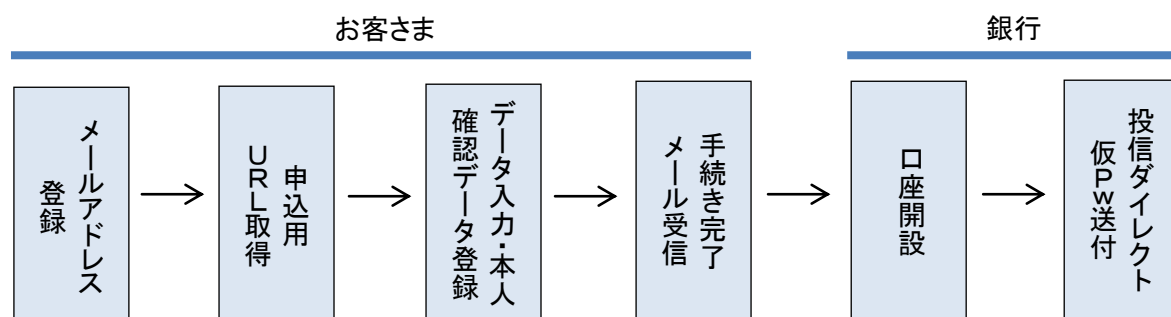 お客さま
銀行
メールアドレス
登録
申込用
ＵＲＬ取得
データ入力・本人
確認データ登録
手続き完了
メール受信
口座開設
投信ダイレクト
仮Ｐｗ送付